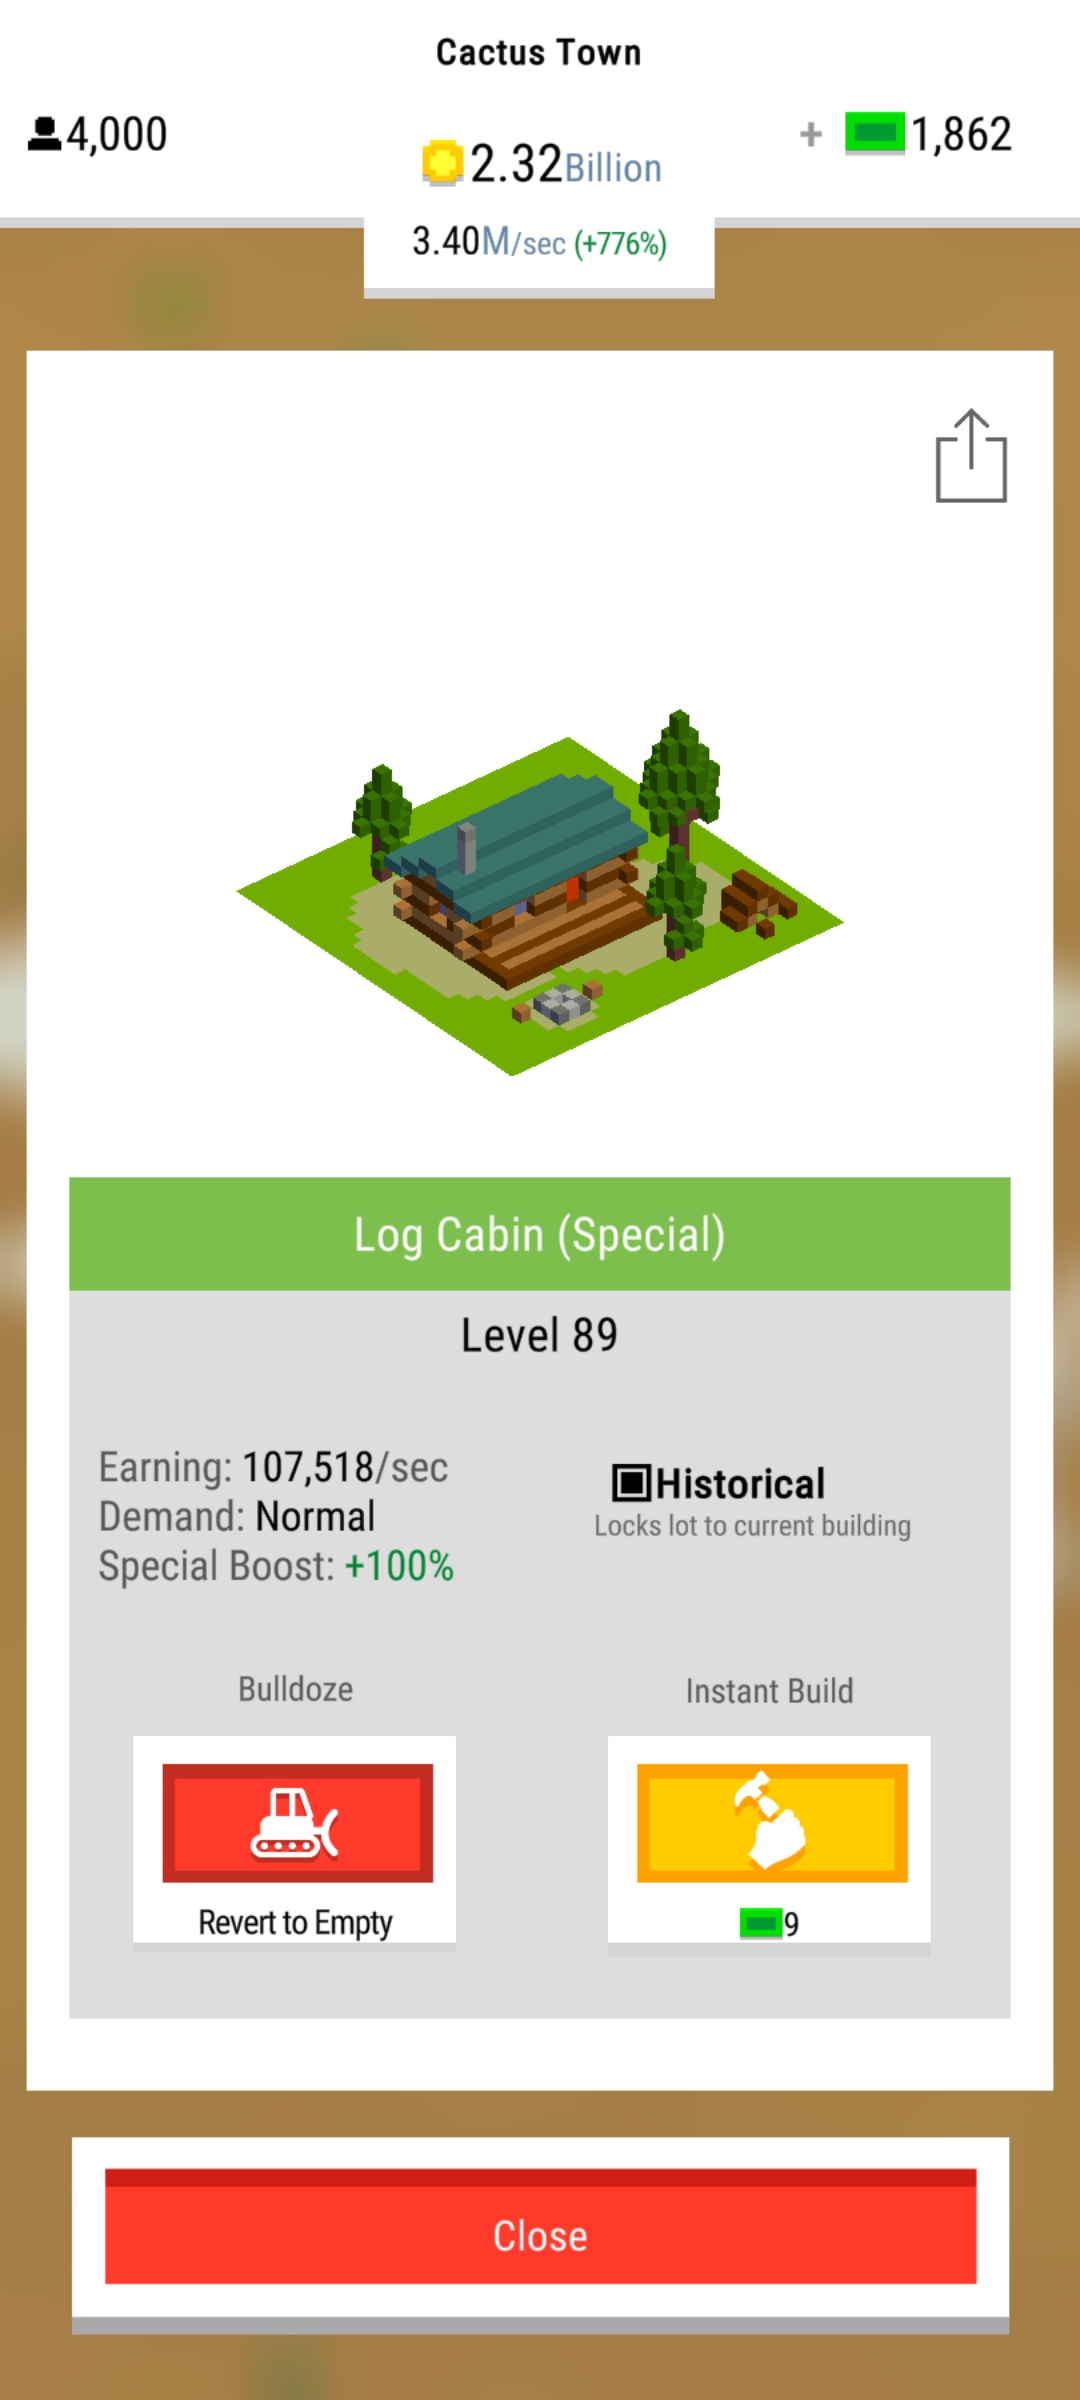 Cactus Town
4,000
2.32Billion
+ 1,862
3.40M/sec (+776%)
Log Cabin (Special)
Level 89
Earning: 107,518/sec
Demand: Normal
Special Boost: +100%
Historical
Locks lot to current building
Bulldoze
Instant Build
Revert to Empty
9
Close